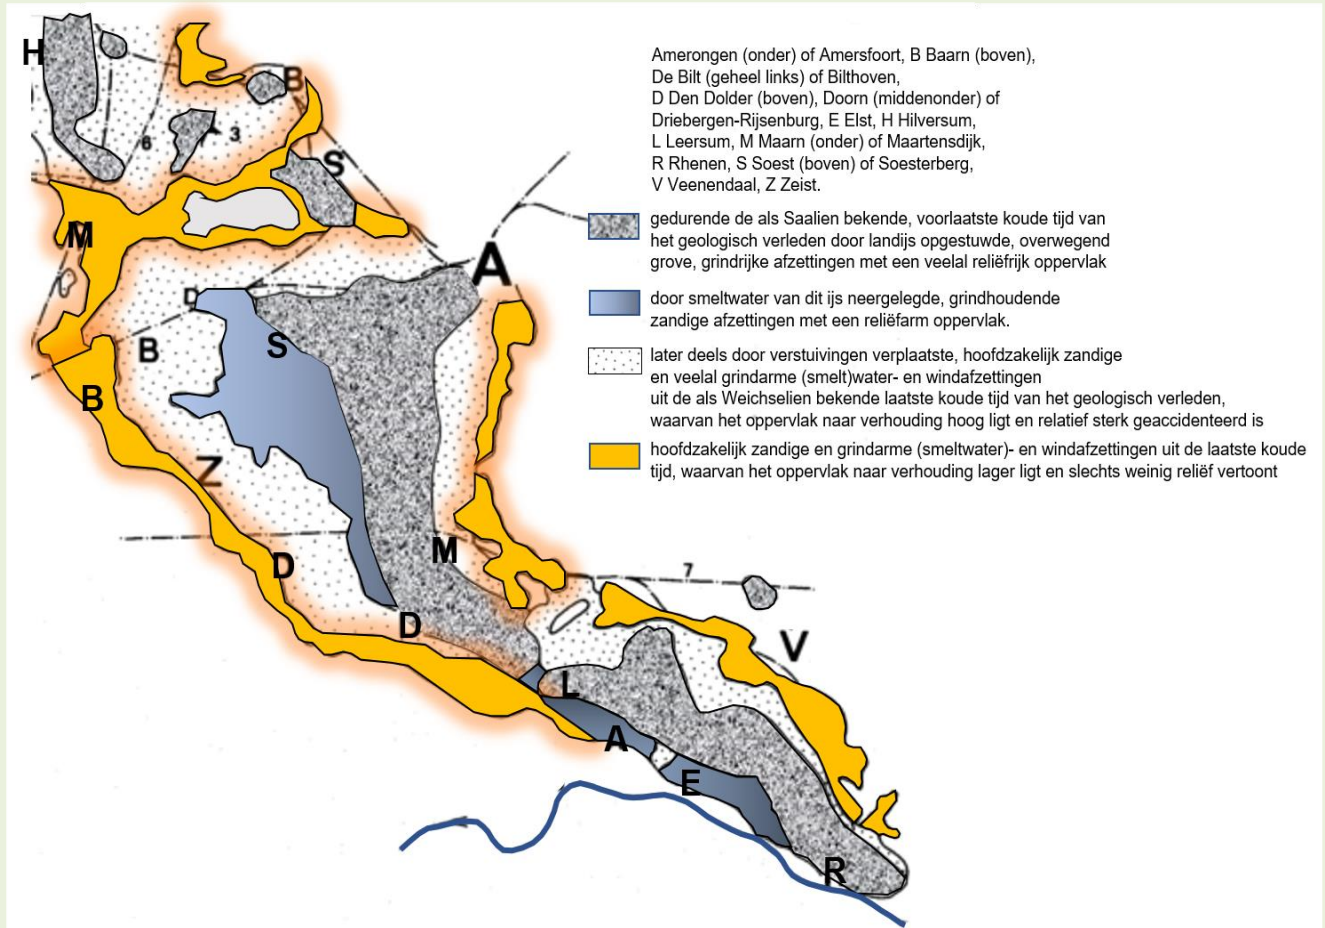 Amerongen (onder) of Amersfoort, B Baarn (boven),
De Bilt (geheel links) of Bilthoven,
D Den Dolder (boven), Doorn (middenonder) of
Driebergen-Rijsenburg, E Elst, H Hilversum,
L Leersum, M Maarn (onder) of Maartensdijk,
R Rhenen, S Soest (boven) of Soesterberg,
V Veenendaal, Z Zeist.
gedurende de als Saalien bekende, voorlaatste koude tijd van
het geologisch verleden door landijs opgestuwde, overwegend
grove, grindrijke afzettingen met een veelal reliëfrijk oppervlak
door smeltwater van dit ijs neergelegde, grindhoudende
zandige afzettingen met een reliëfarm oppervlak.
later deels door verstuivingen verplaatste, hoofdzakelijk zandige
en veelal grindarme (smelt)water- en windafzettingen
uit de als Weichselien bekende laatste koude tijd van het geologisch verleden,
waarvan het oppervlak naar verhouding hoog ligt en relatief sterk geaccidenteerd is
hoofdzakelijk zandige en grindarme (smeltwater)- en windafzettingen uit de laatste koude
tijd, waarvan het oppervlak naar verhouding lager ligt en slechts weinig reliëf vertoont
H
B
6
3
S
M
A
D
B
S
B
Z
M
D
7
D
V
L
A
E
R